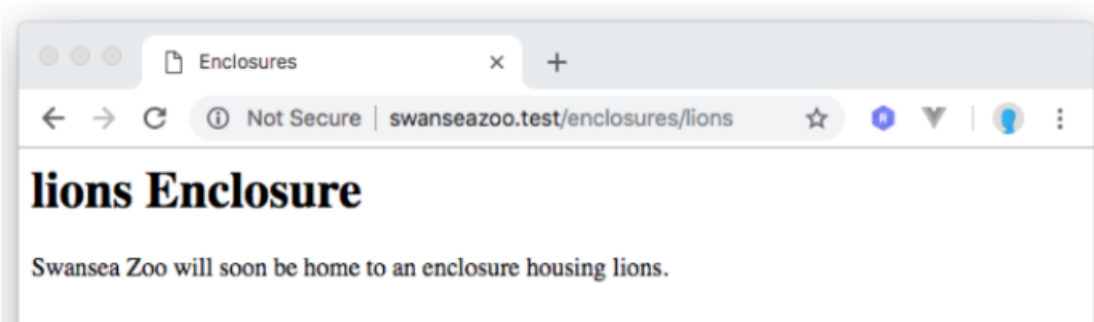 Enclosures
Not Secure | swanseazoo.test/enclosures/lions
lions Enclosure
Swansea Zoo will soon be home to an enclosure housing lions.